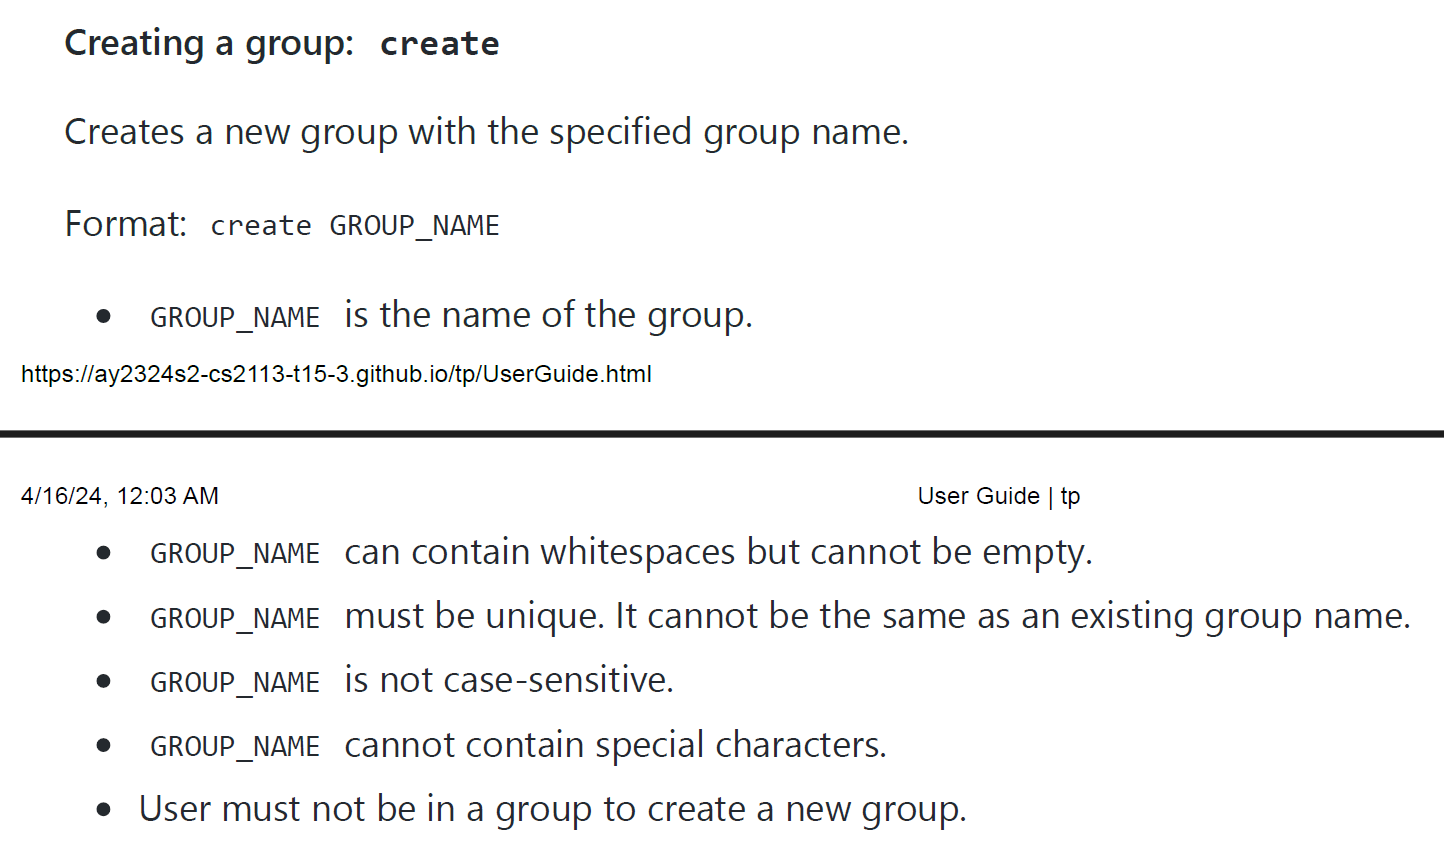 Creating a group: create
Creates a new group with the specified group name.
Format: create GROUP_NAME
• GROUP_NAME is the name of the group.
https://ay2324s2-cs2113-t15-3.github.io/tp/UserGuide.html
4/16/24, 12:03 AM User Guide | tp
• GROUP_NAME can contain whitespaces but cannot be empty.
• GROUP_NAME must be unique. It cannot be the same as an existing group name.
• GROUP_NAME is not case-sensitive.
• GROUP_NAME cannot contain special characters.
• User must not be in a group to create a new group.